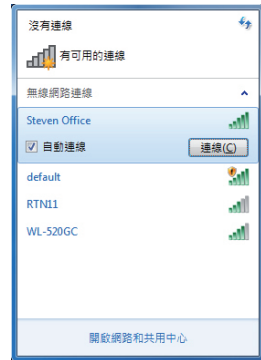 沒有連線
有可用的連線
無線網路連線
Steven Office
自動連線
連線(C)
default
RTN11
WL-520GC
開啟網路和共用中心